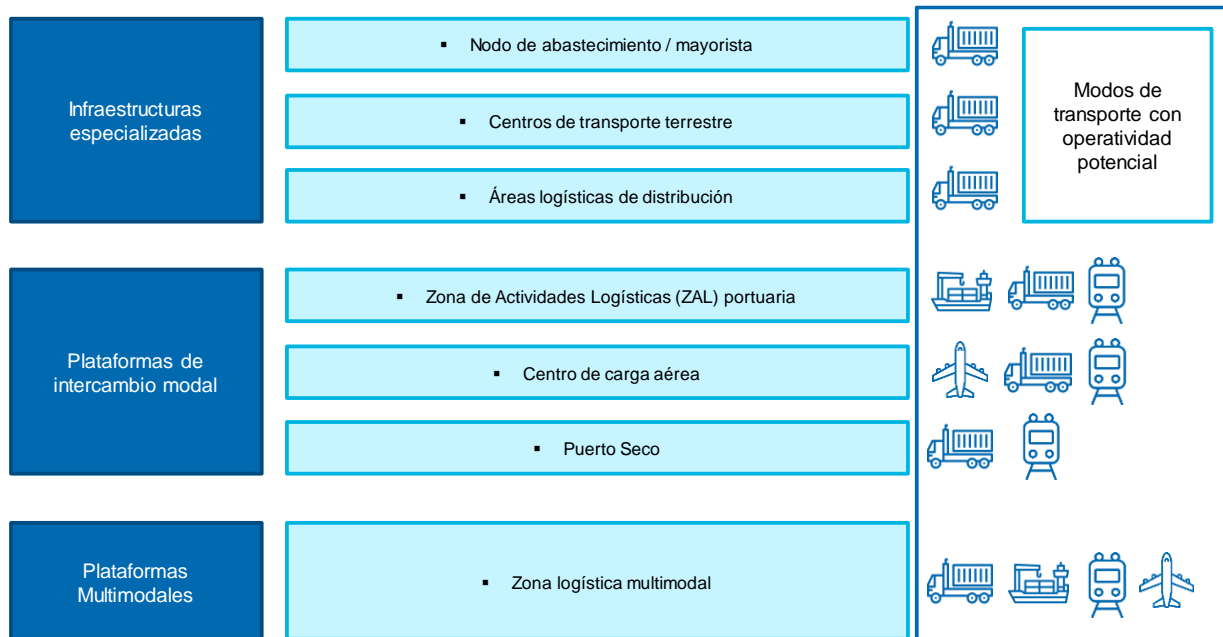 Infraestructuras
especializadas
▪ Nodo de abastecimiento / mayorista
▪ Centros de transporte terrestre
▪ Áreas logísticas de distribución
Modos de
transporte con
operatividad
potencial
Plataformas de
intercambio modal
▪ Zona de Actividades Logísticas (ZAL) portuaria
▪ Centro de carga aérea
▪ Puerto Seco
Plataformas
Multimodales
▪ Zona logística multimodal